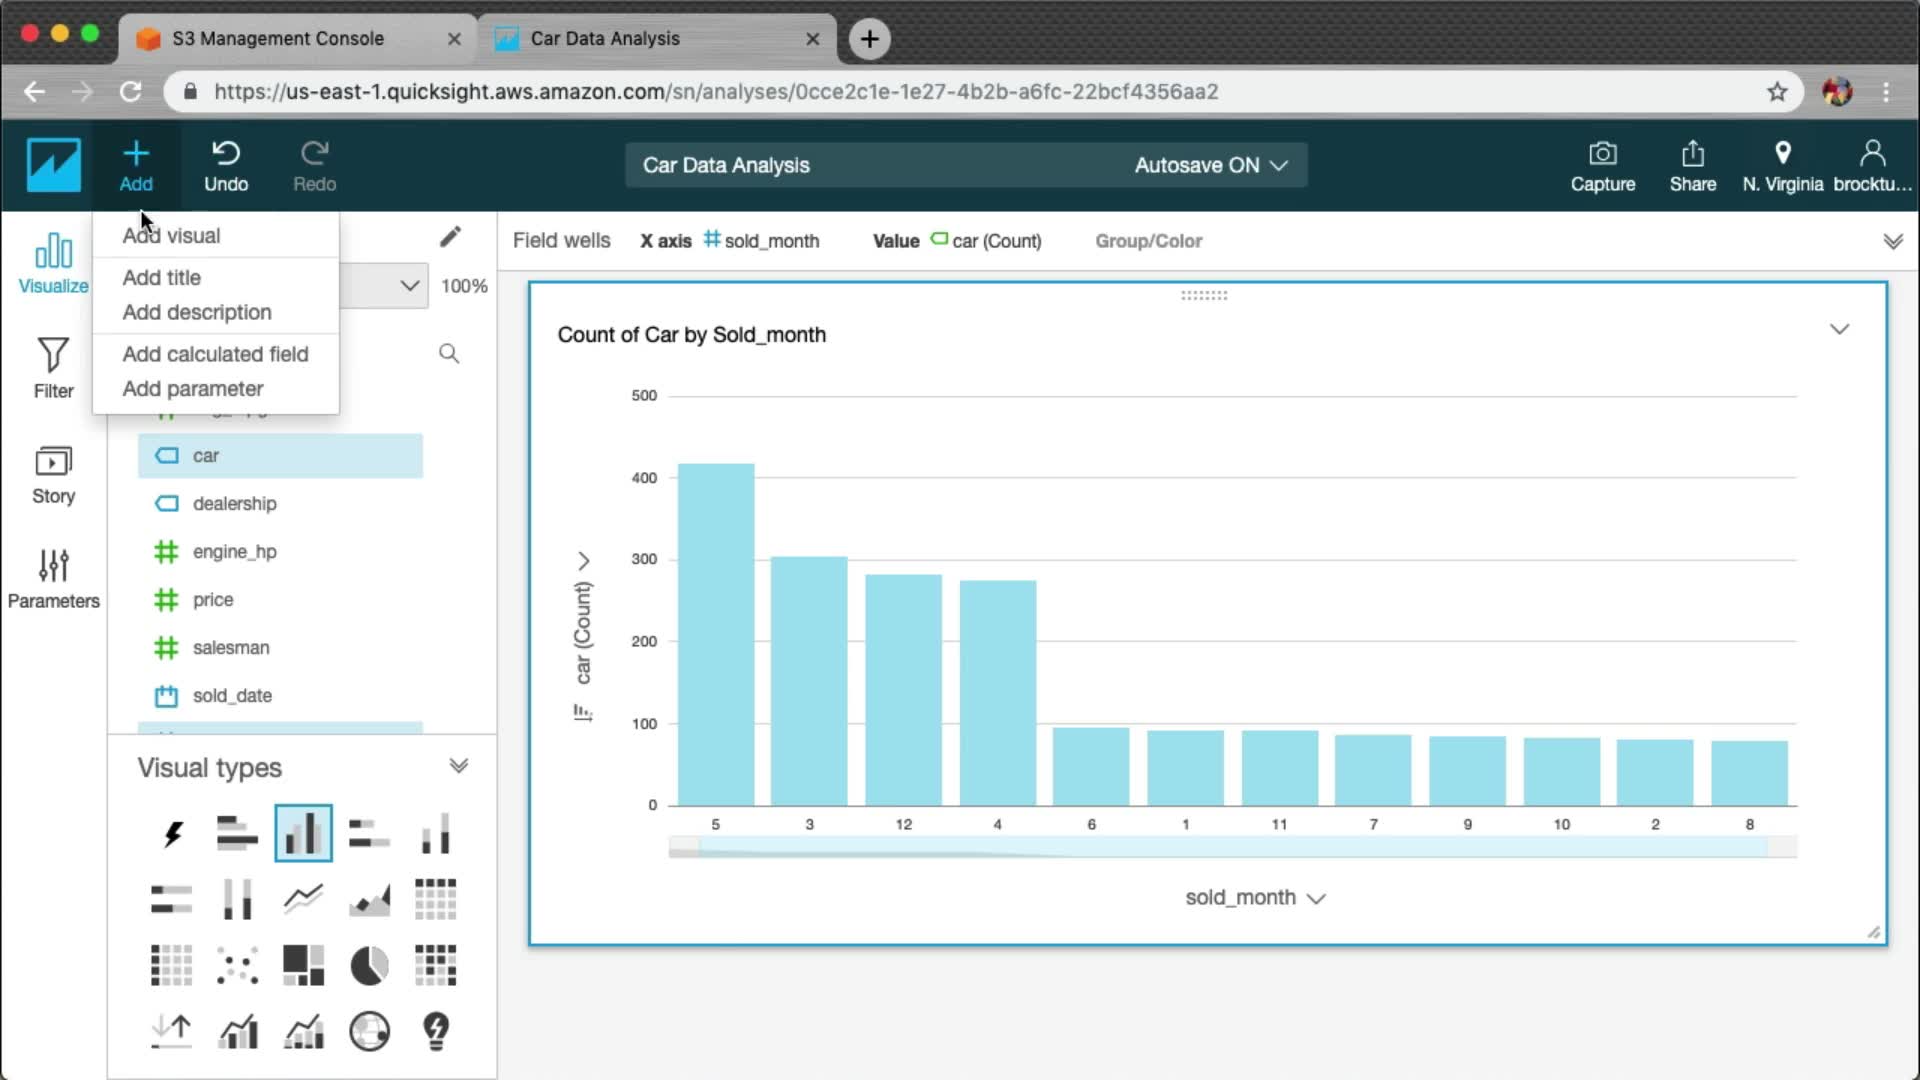 S3 Management Console
Car Data Analysis
https://us-east-1.quicksight.aws.amazon.com/sn/analyses/0cce2c1e-1e27-4b2b-a6fc-22bcf4356aa2
Add
Undo
Redo
Car Data Analysis
Autosave ON
Capture
Share
N. Virginia
brocktu...
Visualize
Filter
Story
Parameters
Add visual
Add title
Add description
Add calculated field
Add parameter
100%
car
dealership
engine_hp
price
salesman
sold_date
Visual types
Field wells
X axis sold_month
Value car (Count)
Group/Color
Count of Car by Sold_month
500
400
300
200
100
0
car (Count)
5 3 12 4 6 1 11 7 9 10 2 8
sold_month